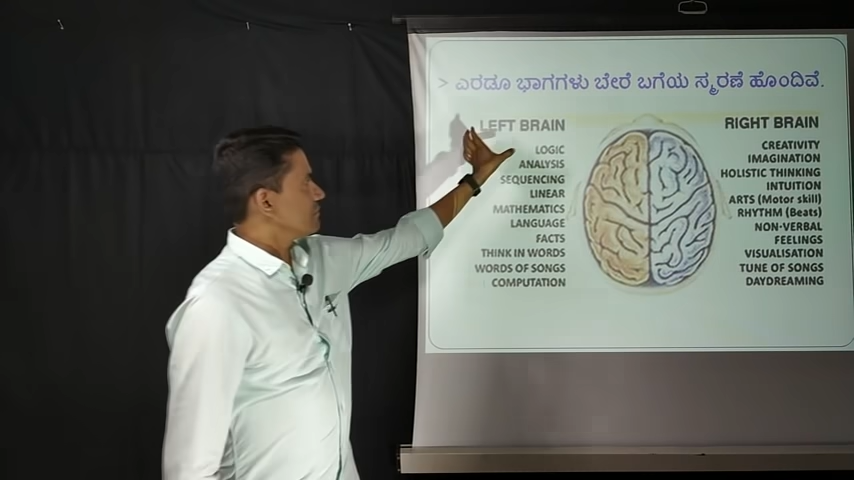 > ಎರಡೂ ಭಾಗಗಳು ಬೇರೆ ಬಗೆಯ ಸ್ಮರಣೆ ಹೊಂದಿವೆ.
LEFT BRAIN
LOGIC
ANALYSIS
SEQUENCING
LINEAR
MATHEMATICS
LANGUAGE
FACTS
THINK IN WORDS
WORDS OF SONGS
COMPUTATION
RIGHT BRAIN
CREATIVITY
IMAGINATION
HOLISTIC THINKING
INTUITION
ARTS (Motor skill)
RHYTHM (Beats)
NON-VERBAL
FEELINGS
VISUALISATION
TUNE OF SONGS
DAYDREAMING